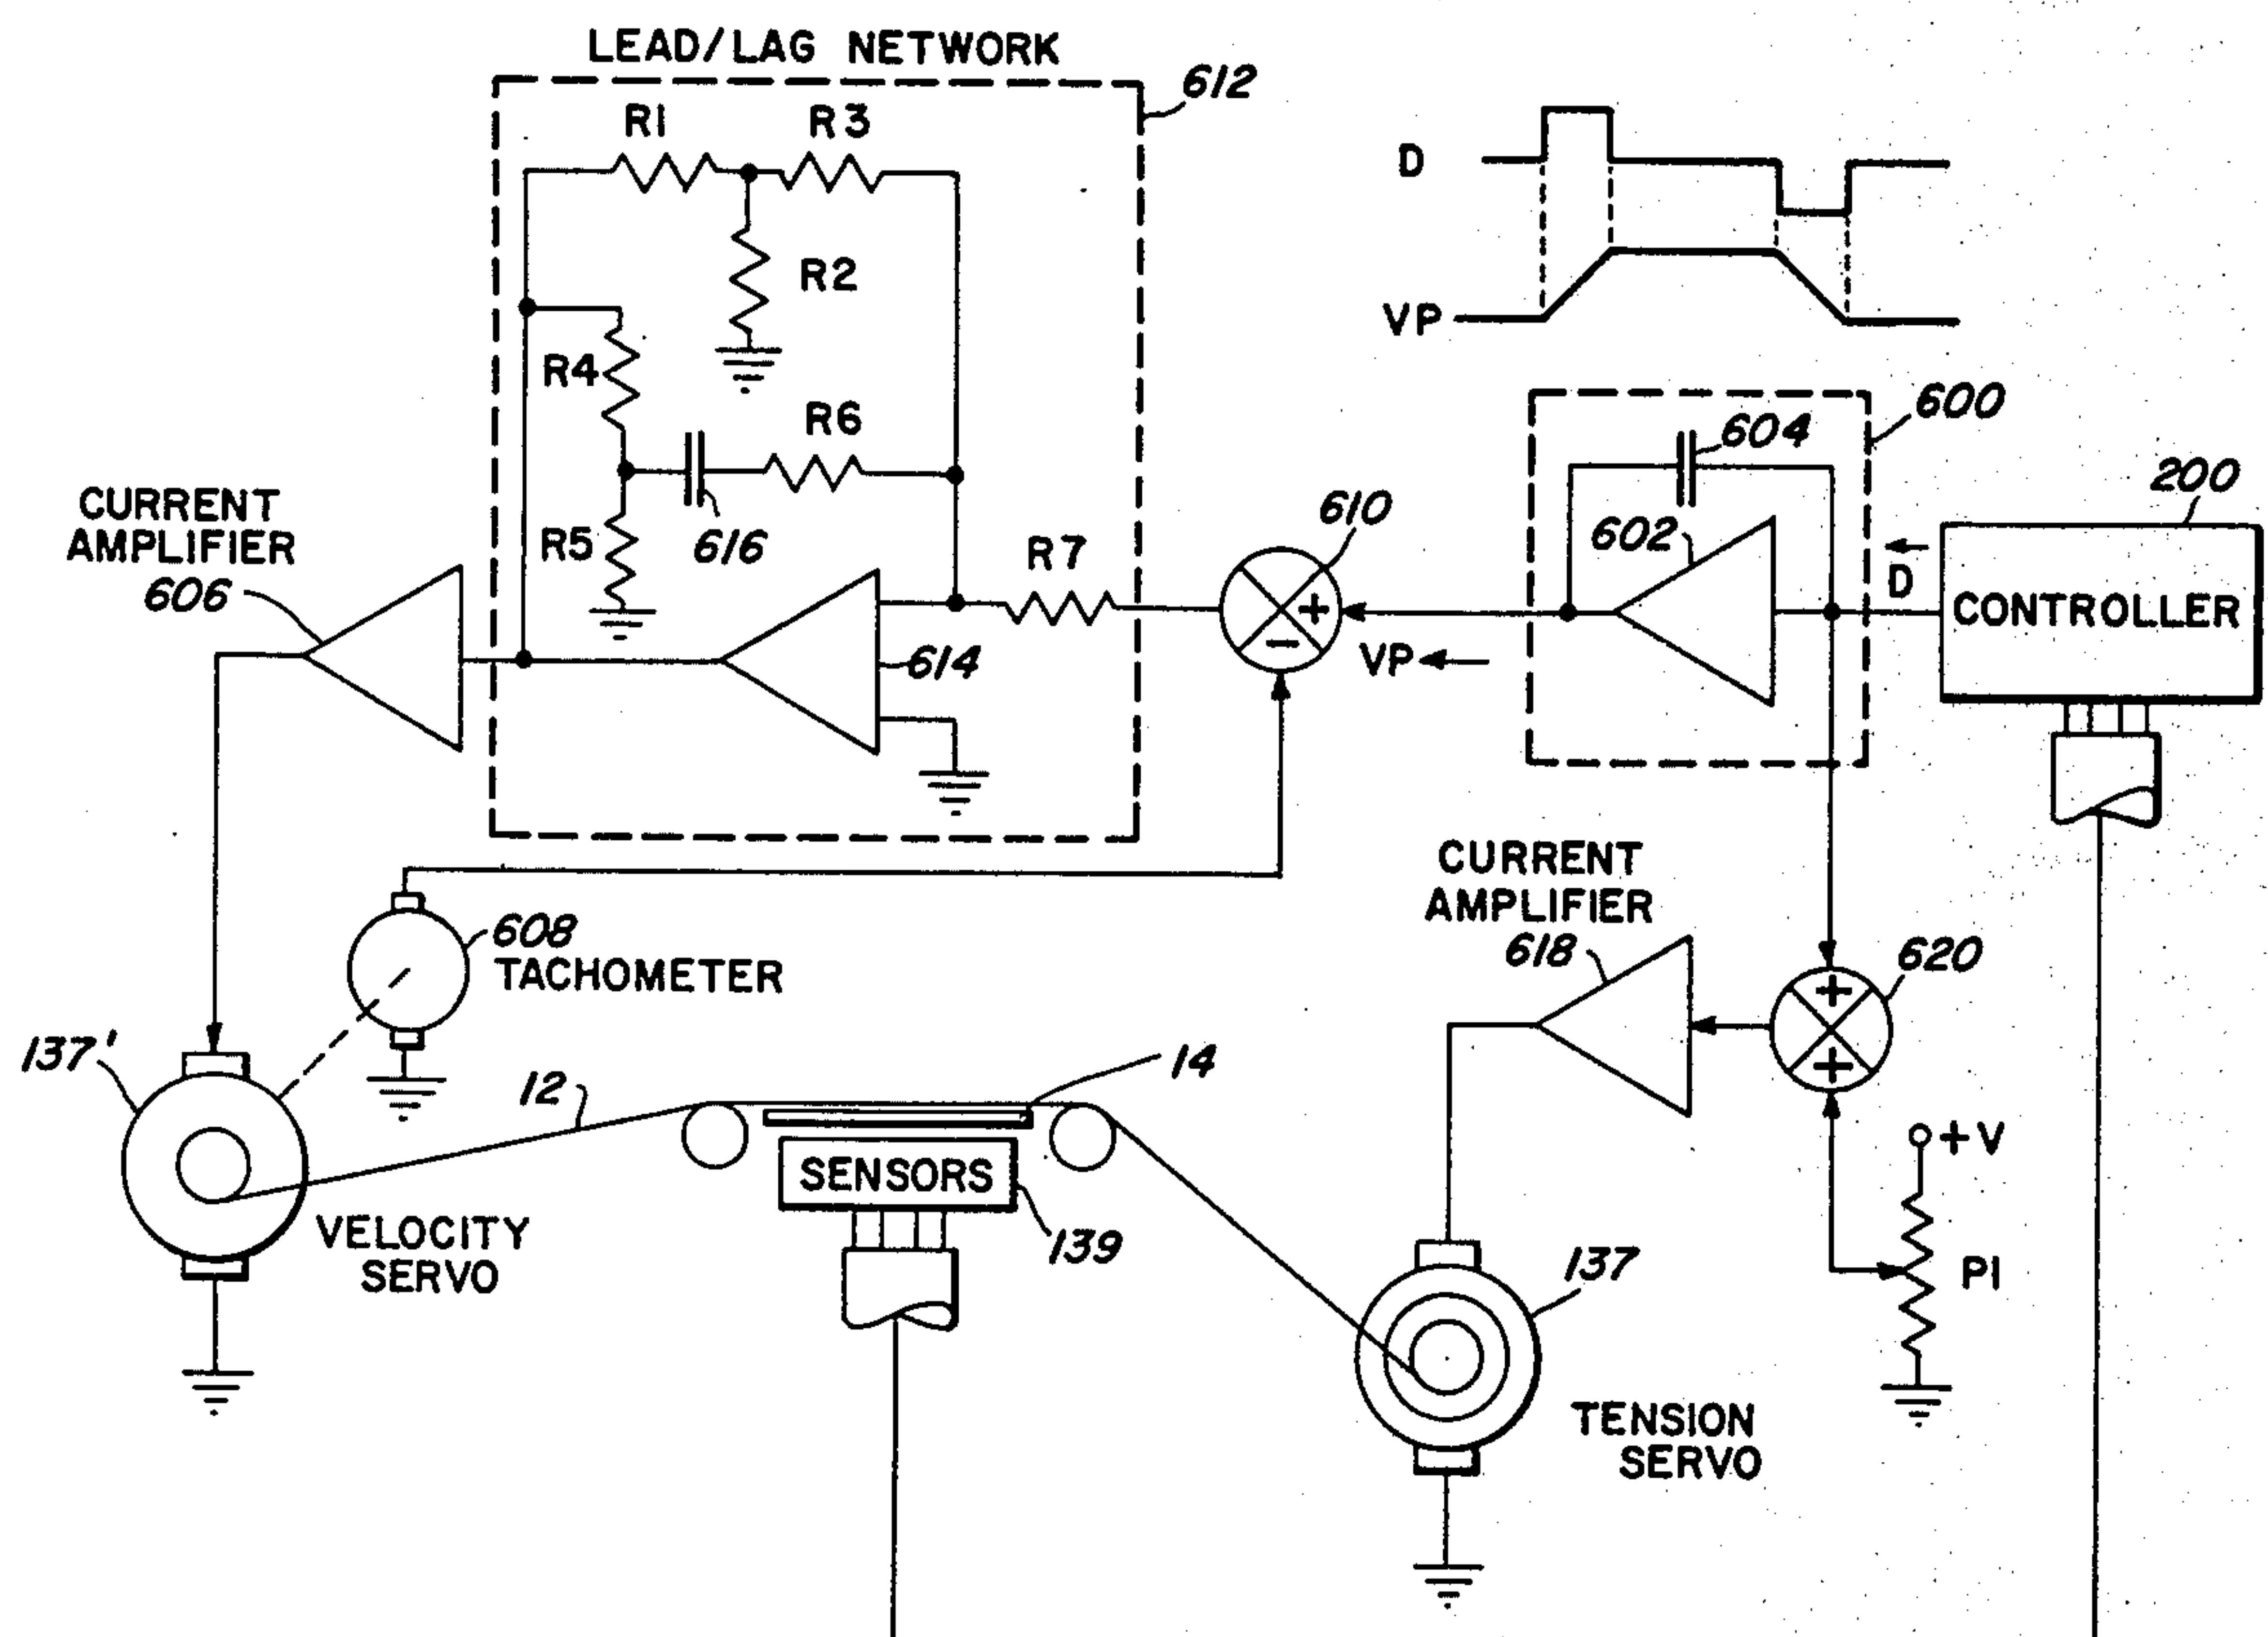 LEAD/LAG NETWORK
612
R1
R3
R2
R4
R6
R5
616
R7
614
CURRENT
AMPLIFIER
606
610
D
VP
600
604
602
200
D
CONTROLLER
+
−
VP
608
TACHOMETER
CURRENT
AMPLIFIER
618
620
+
+
+V
P1
137'
12
14
SENSORS
139
VELOCITY
SERVO
137
TENSION
SERVO